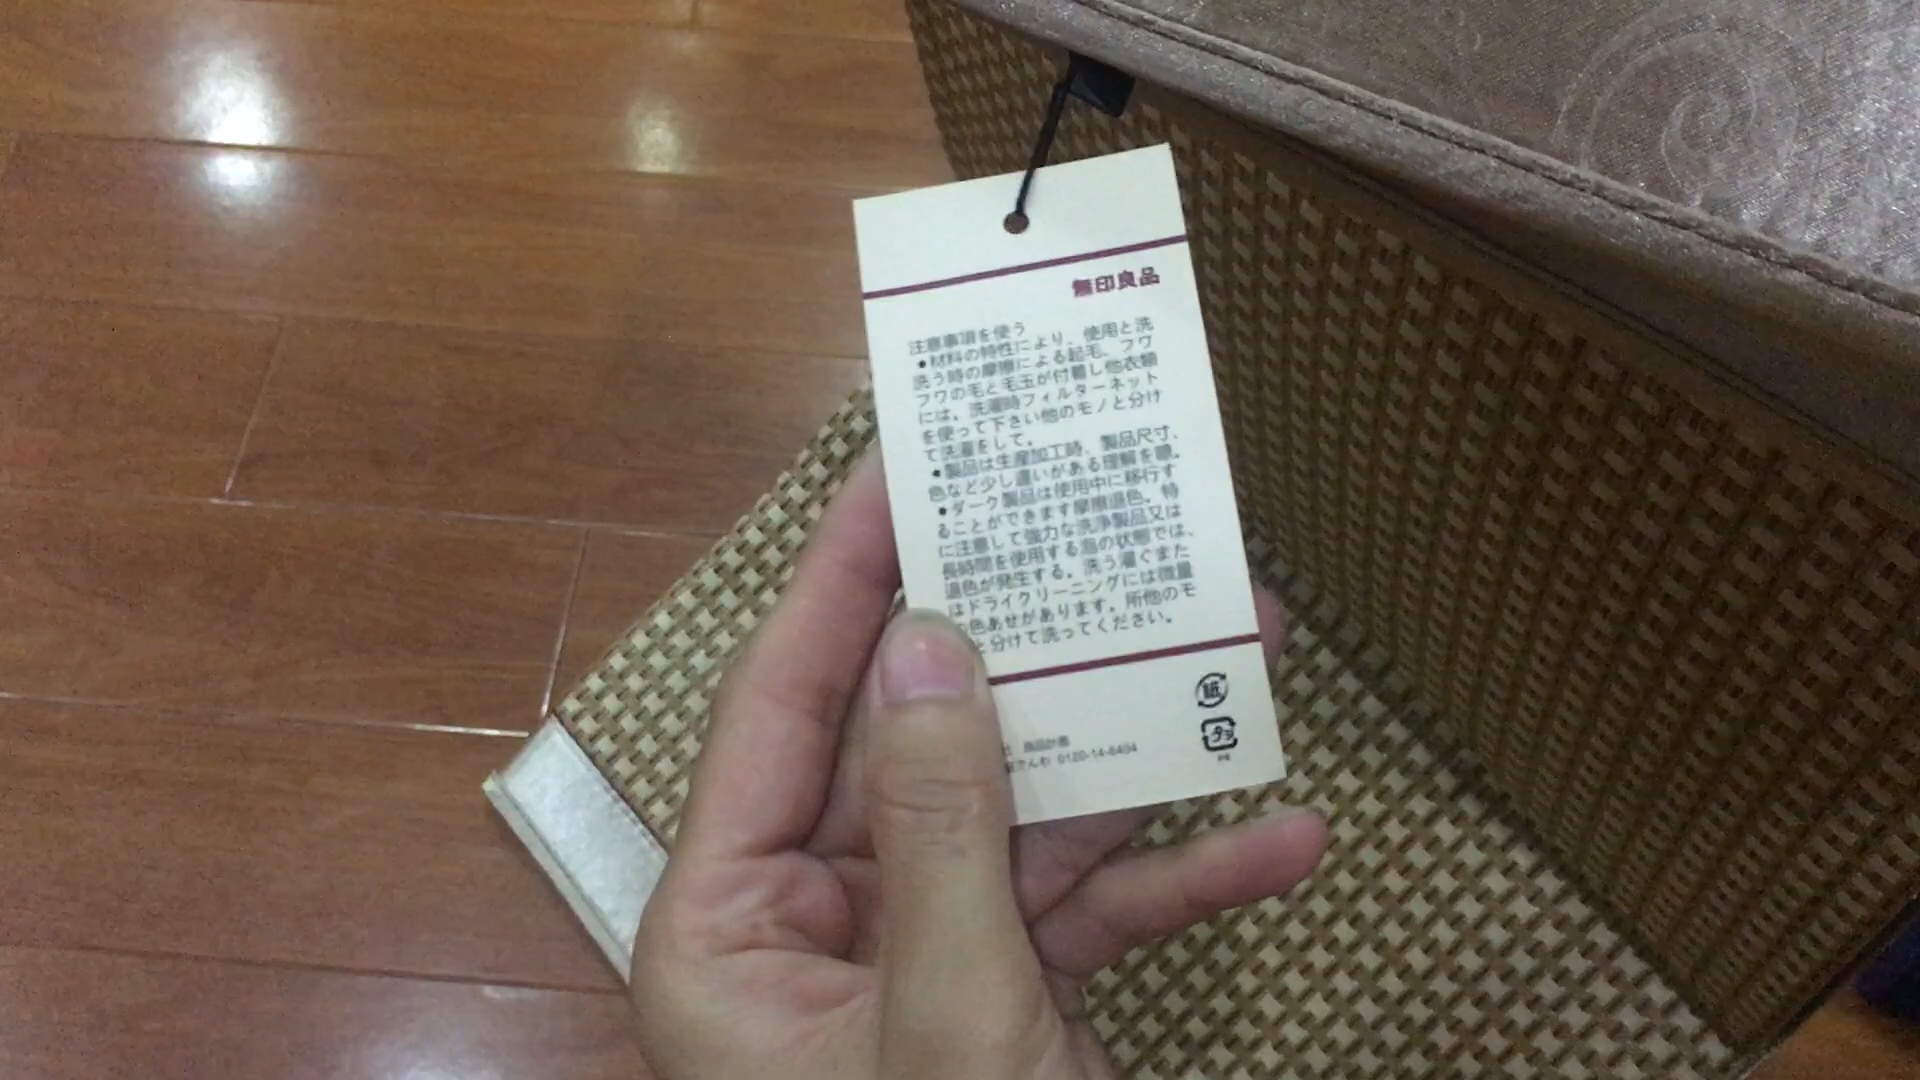 無印良品
注意事項を使う
●材料の特性により、使用と洗
洗う時の摩擦による起毛、フワ
フワの毛と毛玉が付着し他衣類
には。洗濯時フィルターネット
を使って下さい他のモノと分け
て洗濯をして。
●製品は生産加工時、製品尺寸、
色など少し違いがある理解を願。
●ダーク製品は使用中に移行す
ることができます摩擦退色。特
に注意して強力な洗浄製品又は
長時間を使用する泡の状態では、
退色が発生する。洗う濯ぐまた
はドライクリーニングには微量
色あせがあります。所他のモ
と分けて洗ってください。
紙
プラ
社 良品計画
0120-14-6404